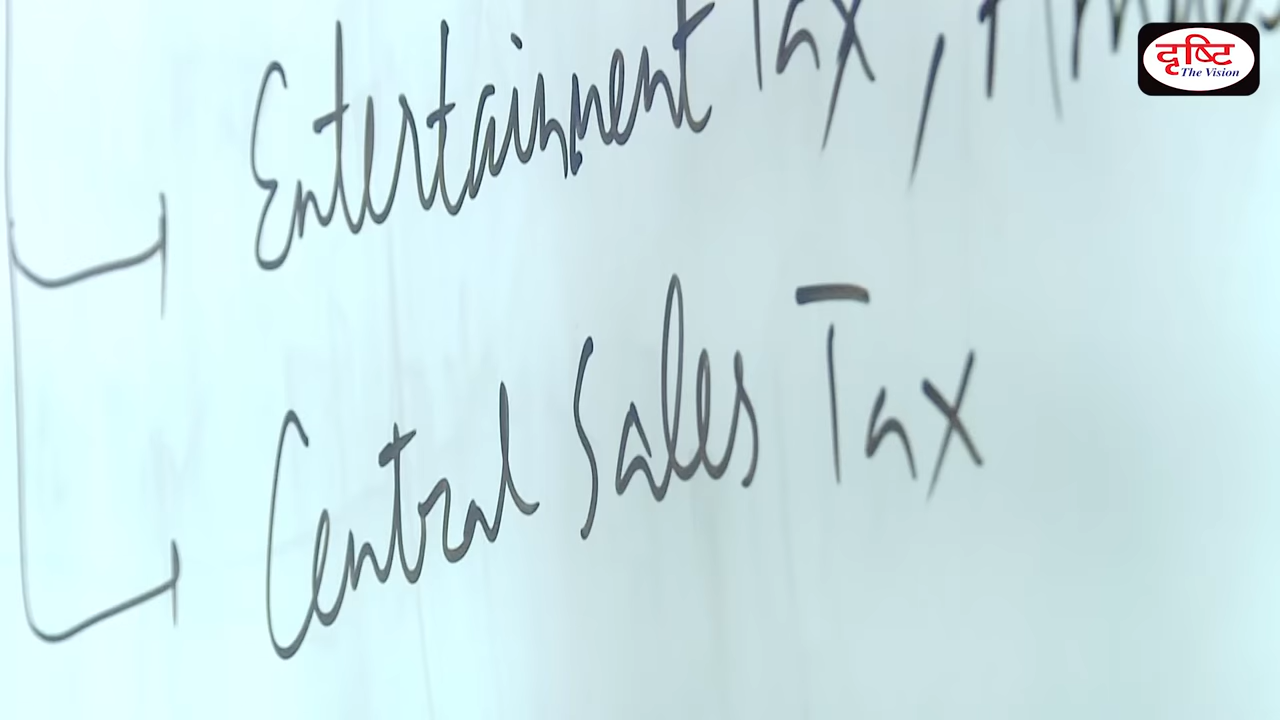 Entertainment Tax,
Central Sales Tax
दृष्टि
The Vision